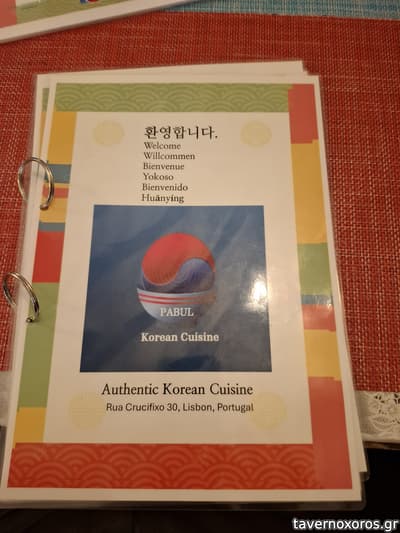 환영합니다.
Welcome
Willcommen
Bienvenue
Yokoso
Bienvenido
Huānyíng
PABUL
Korean Cuisine
Authentic Korean Cuisine
Rua Crucifixo 30, Lisbon, Portugal
tavernoxoros.gr